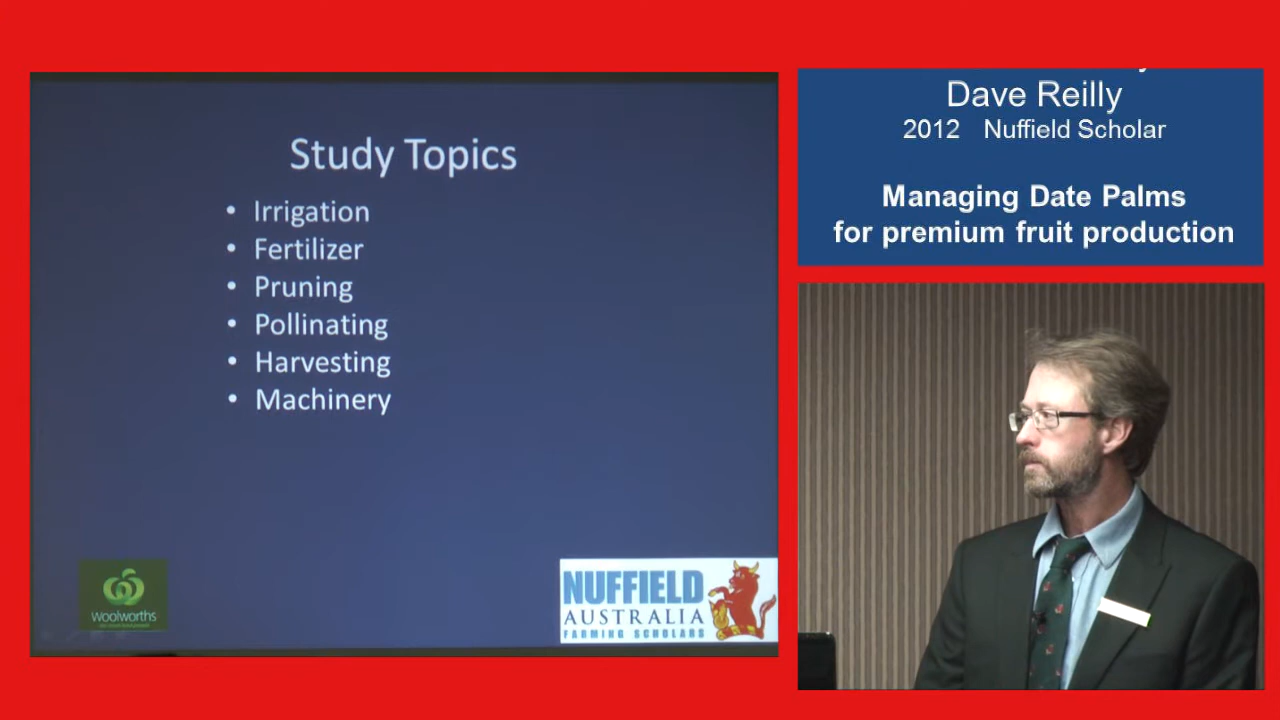 Study Topics
• Irrigation
• Fertilizer
• Pruning
• Pollinating
• Harvesting
• Machinery
woolworths
NUFFIELD
AUSTRALIA
FARMING SCHOLARS
Dave Reilly
2012 Nuffield Scholar
Managing Date Palms
for premium fruit production